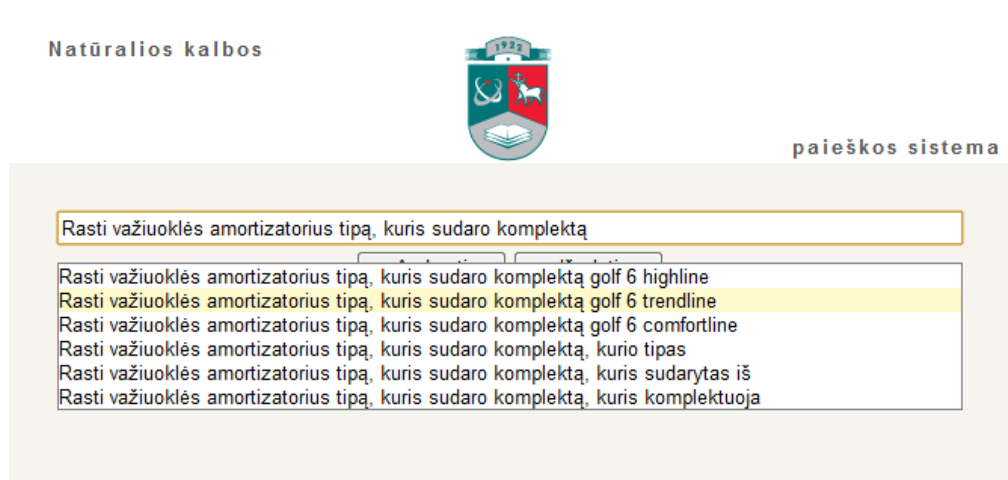 Natūralios kalbos
1922
paieškos sistema
Rasti važiuoklės amortizatorius tipą, kuris sudaro komplektą
Rasti važiuoklės amortizatorius tipą, kuris sudaro komplektą golf 6 highline
Rasti važiuoklės amortizatorius tipą, kuris sudaro komplektą golf 6 trendline
Rasti važiuoklės amortizatorius tipą, kuris sudaro komplektą golf 6 comfortline
Rasti važiuoklės amortizatorius tipą, kuris sudaro komplektą, kurio tipas
Rasti važiuoklės amortizatorius tipą, kuris sudaro komplektą, kuris sudarytas iš
Rasti važiuoklės amortizatorius tipą, kuris sudaro komplektą, kuris komplektuoja